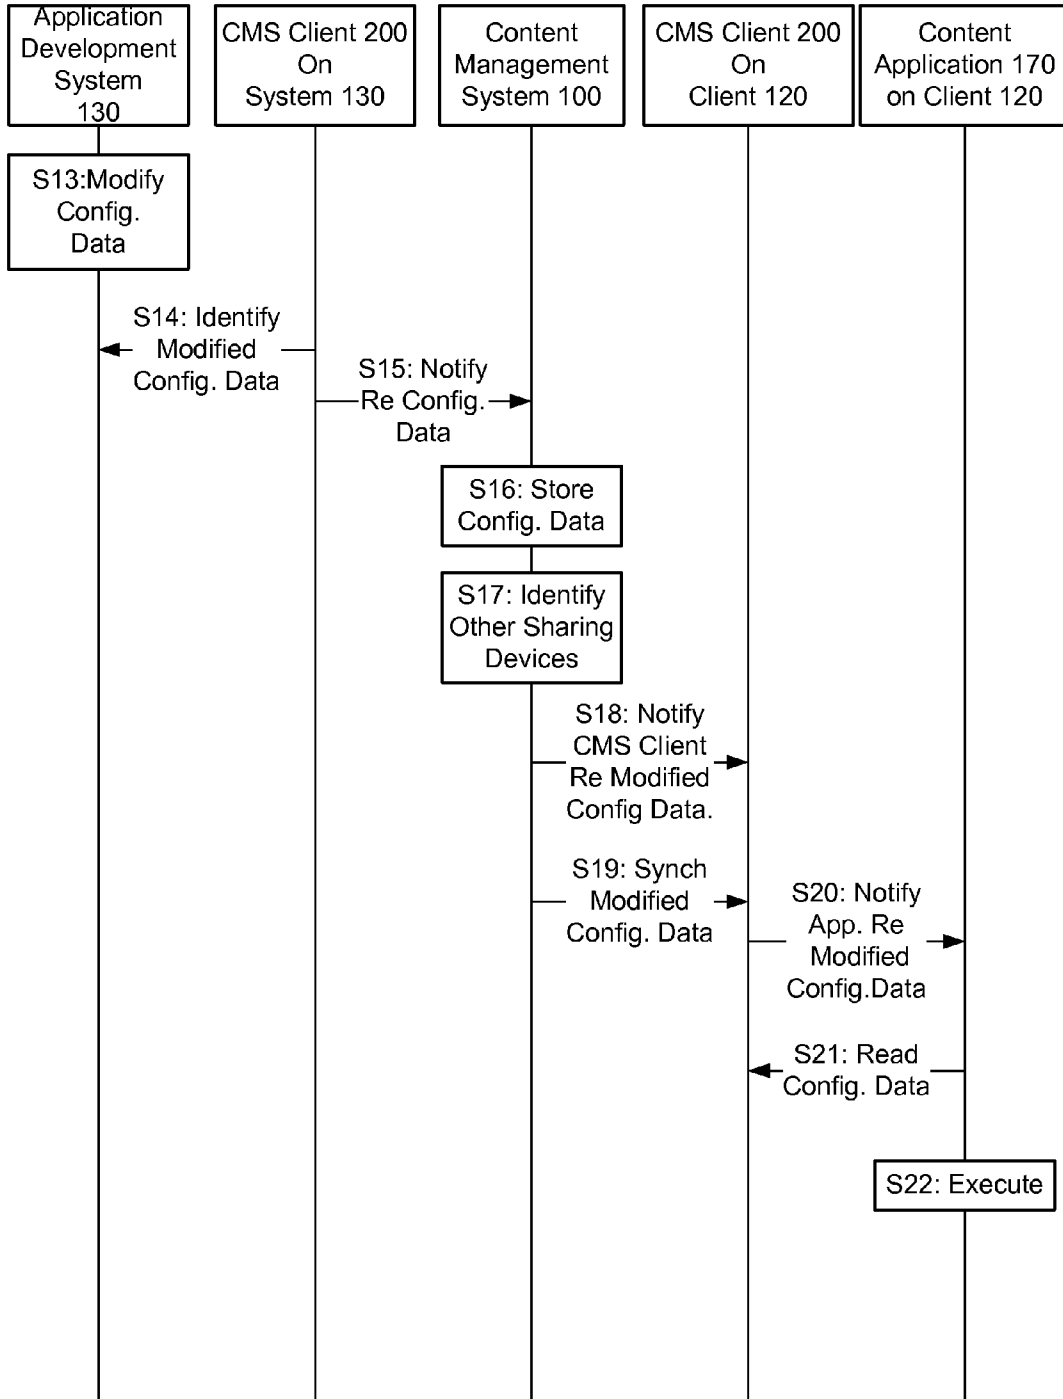 Application
Development
System
130
CMS Client 200
On
System 130
Content
Management
System 100
CMS Client 200
On
Client 120
Content
Application 170
on Client 120
S13:Modify
Config.
Data
S14: Identify
Modified
Config. Data
S15: Notify
Re Config.
Data
S16: Store
Config. Data
S17: Identify
Other Sharing
Devices
S18: Notify
CMS Client
Re Modified
Config Data.
S19: Synch
Modified
Config. Data
S20: Notify
App. Re
Modified
Config.Data
S21: Read
Config. Data
S22: Execute